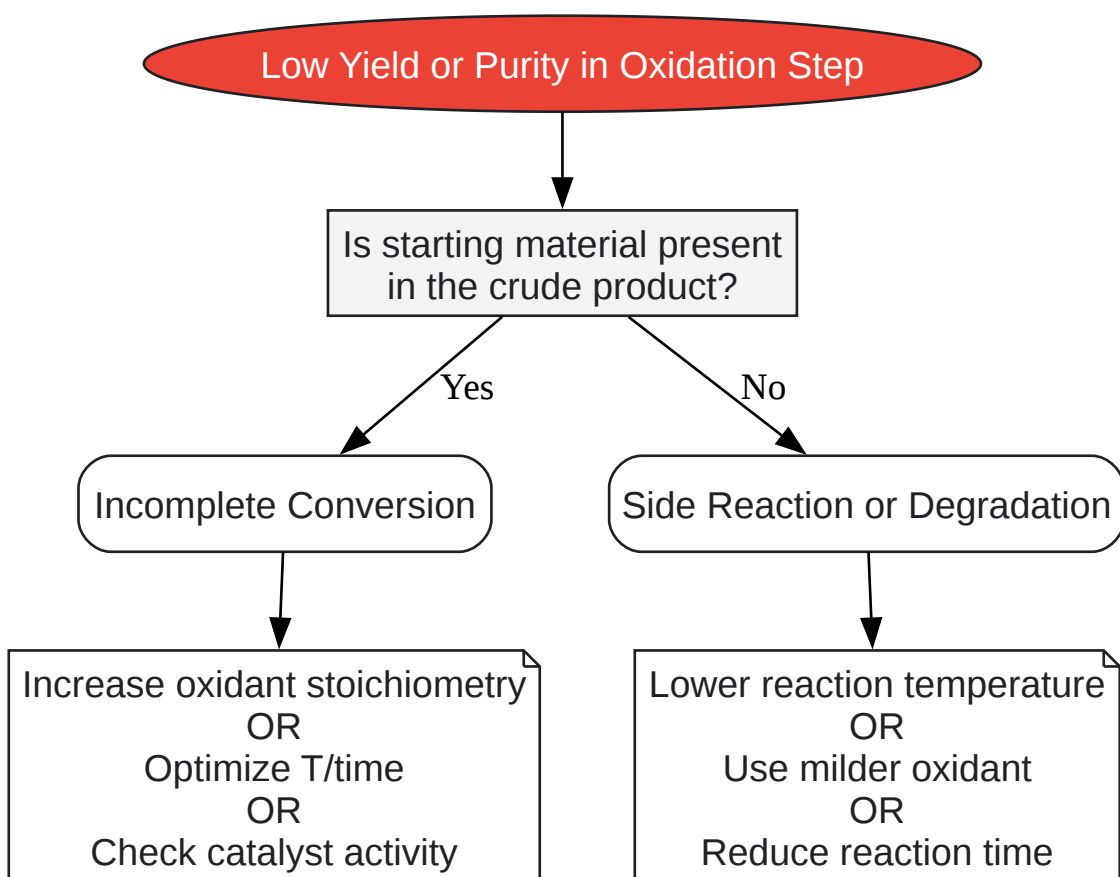 Low Yield or Purity in Oxidation Step
Is starting material present
in the crude product?
Yes
No
Incomplete Conversion
Side Reaction or Degradation
Increase oxidant stoichiometry
OR
Optimize T/time
OR
Check catalyst activity
Lower reaction temperature
OR
Use milder oxidant
OR
Reduce reaction time